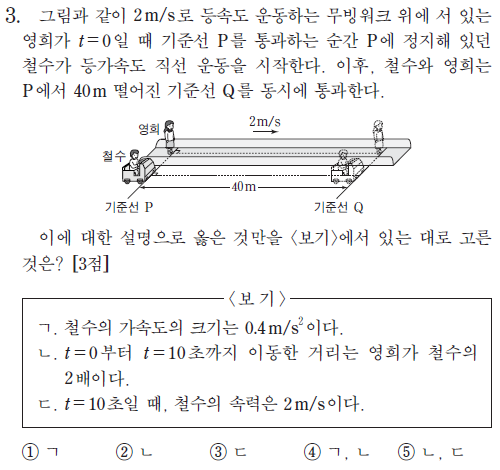 3. 그림과 같이 2m/s로 등속도 운동하는 무빙워크 위에 서 있는
영희가 t=0일 때 기준선 P를 통과하는 순간 P에 정지해 있던
철수가 등가속도 직선 운동을 시작한다. 이후, 철수와 영희는
P에서 40m 떨어진 기준선 Q를 동시에 통과한다.
영희
2m/s
철수
40m
기준선 P
기준선 Q
이에 대한 설명으로 옳은 것만을 <보기>에서 있는 대로 고른
것은? [3점]
<보 기>
ㄱ. 철수의 가속도의 크기는 0.4m/s²이다.
ㄴ. t=0부터 t=10초까지 이동한 거리는 영희가 철수의
2배이다.
ㄷ. t=10초일 때, 철수의 속력은 2m/s이다.
① ㄱ ② ㄴ ③ ㄷ ④ ㄱ, ㄴ ⑤ ㄴ, ㄷ